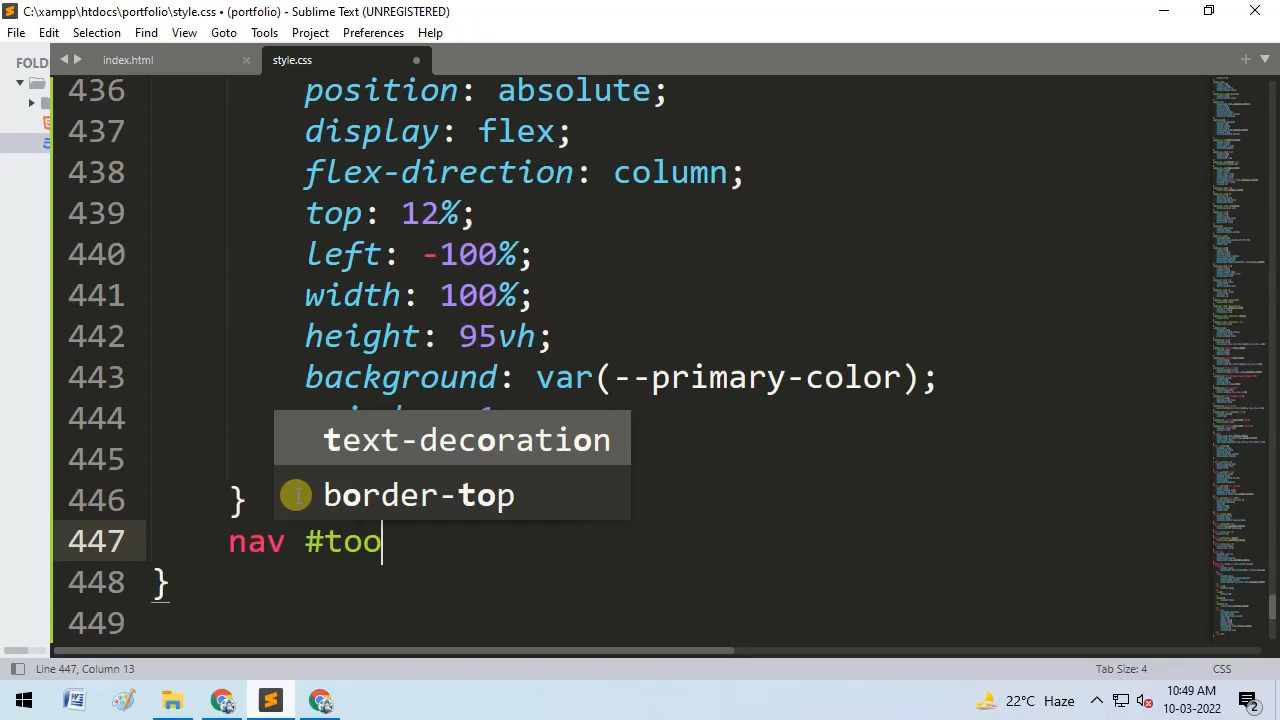 C:\xampp\htdocs\portfolio\style.css • (portfolio) - Sublime Text (UNREGISTERED)
File Edit Selection Find View Goto Tools Project Preferences Help
FOLD
index.html
style.css
436 position: absolute;
437 display: flex;
438 flex-direction: column;
439 top: 12%;
440 left: -100%;
441 width: 100%;
442 height: 95vh;
443 background: var(--primary-color);
444
text-decoration
445
border-top
446 }
447 nav #too
448 }
449
Line 447, Column 13
Tab Size: 4
CSS
22°C Haze
10:49 AM
10-03-2022
2